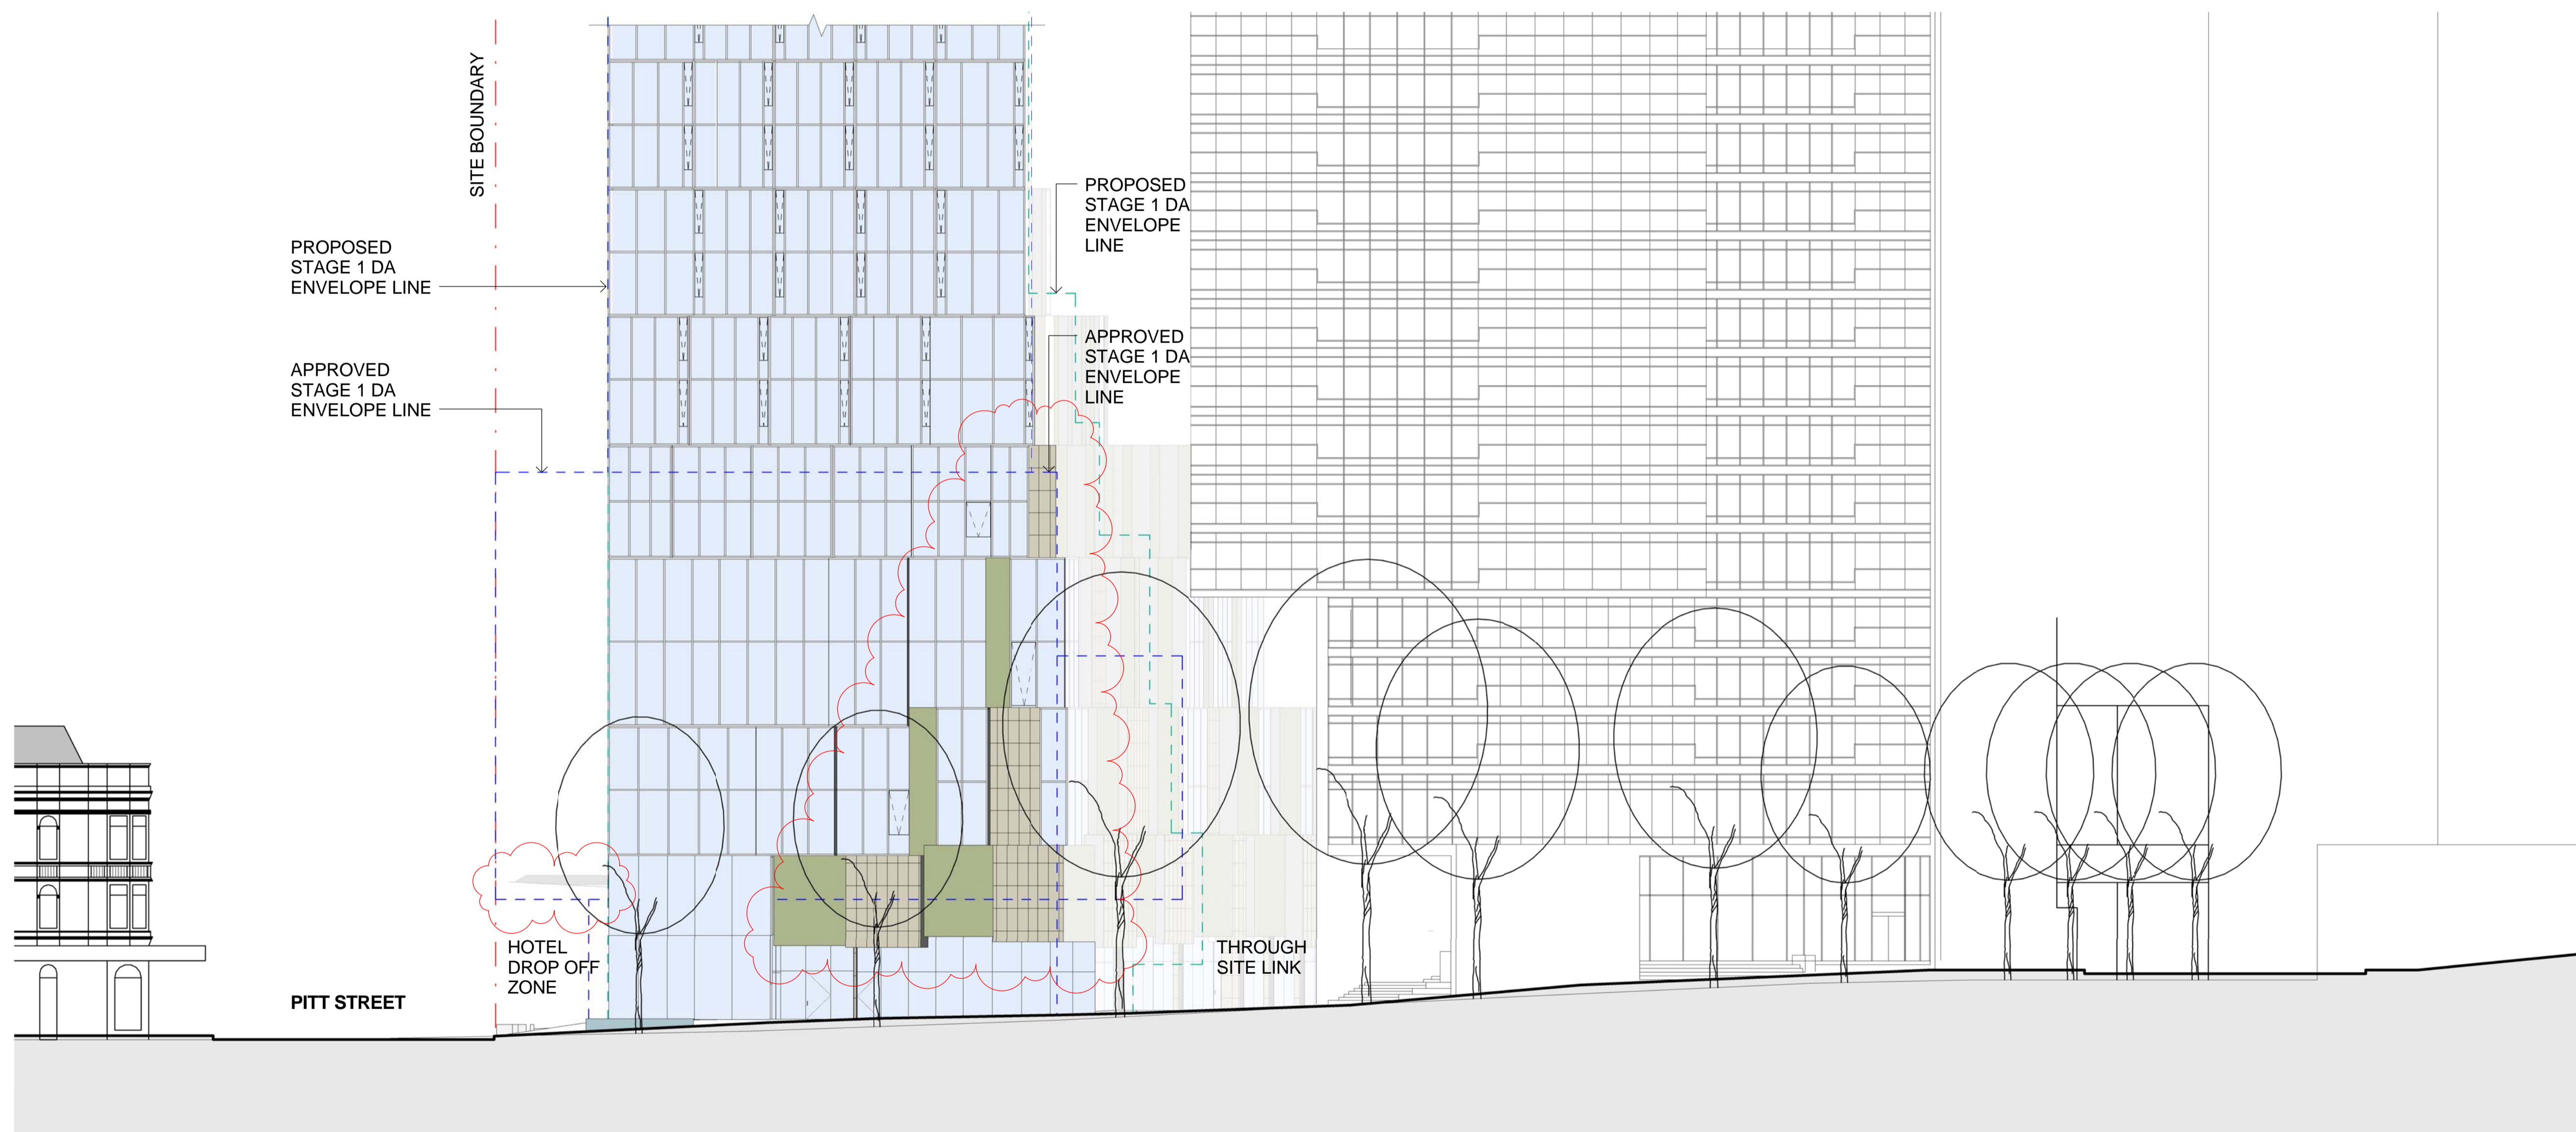 SITE BOUNDARY
PROPOSED
STAGE 1 DA
ENVELOPE LINE
APPROVED
STAGE 1 DA
ENVELOPE LINE
PROPOSED
STAGE 1 DA
ENVELOPE
LINE
APPROVED
STAGE 1 DA
ENVELOPE
LINE
HOTEL
DROP OFF
ZONE
THROUGH
SITE LINK
PITT STREET